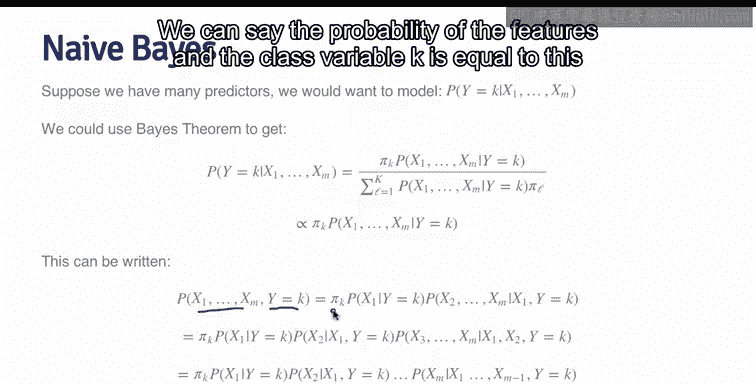 We can say the probability of the features
and the class variable k is equal to this
Naive Bayes
Suppose we have many predictors, we would want to model: P(Y = k|X₁, … , Xₘ)
We could use Bayes Theorem to get:
P(Y = k|X₁, … , Xₘ) = πₖP(X₁, … , Xₘ|Y = k) / ∑ᴷ_ℓ₌₁ P(X₁, … , Xₘ|Y = k)π_ℓ
∝ πₖP(X₁, … , Xₘ|Y = k)
This can be written:
P(X₁, … , Xₘ, Y = k) = πₖP(X₁|Y = k)P(X₂, … , Xₘ|X₁, Y = k)
= πₖP(X₁|Y = k)P(X₂|X₁, Y = k)P(X₃, … , Xₘ|X₁, X₂, Y = k)
= πₖP(X₁|Y = k)P(X₂|X₁, Y = k) … P(Xₘ|X₁ … , Xₘ₋₁, Y = k)